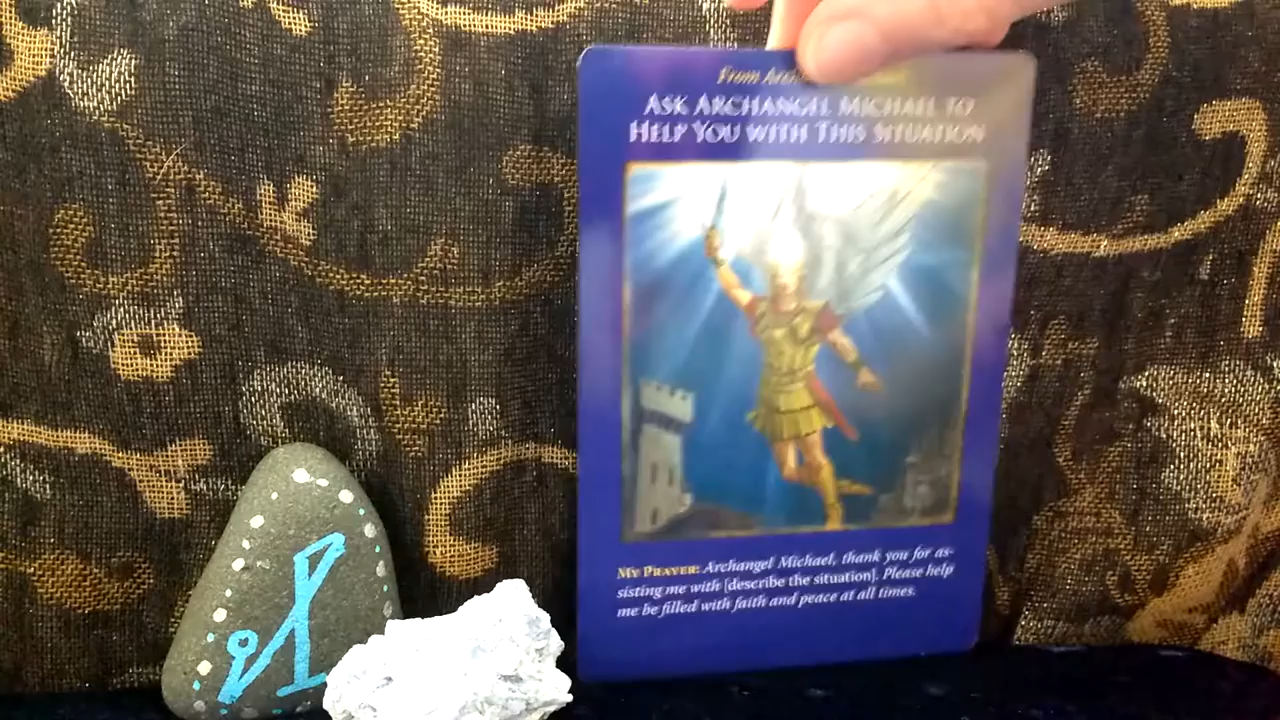 From
ASK ARCHANGEL MICHAEL TO
HELP YOU WITH THIS SITUATION
MY PRAYER: Archangel Michael, thank you for as-
sisting me with [describe the situation]. Please help
me be filled with faith and peace at all times.